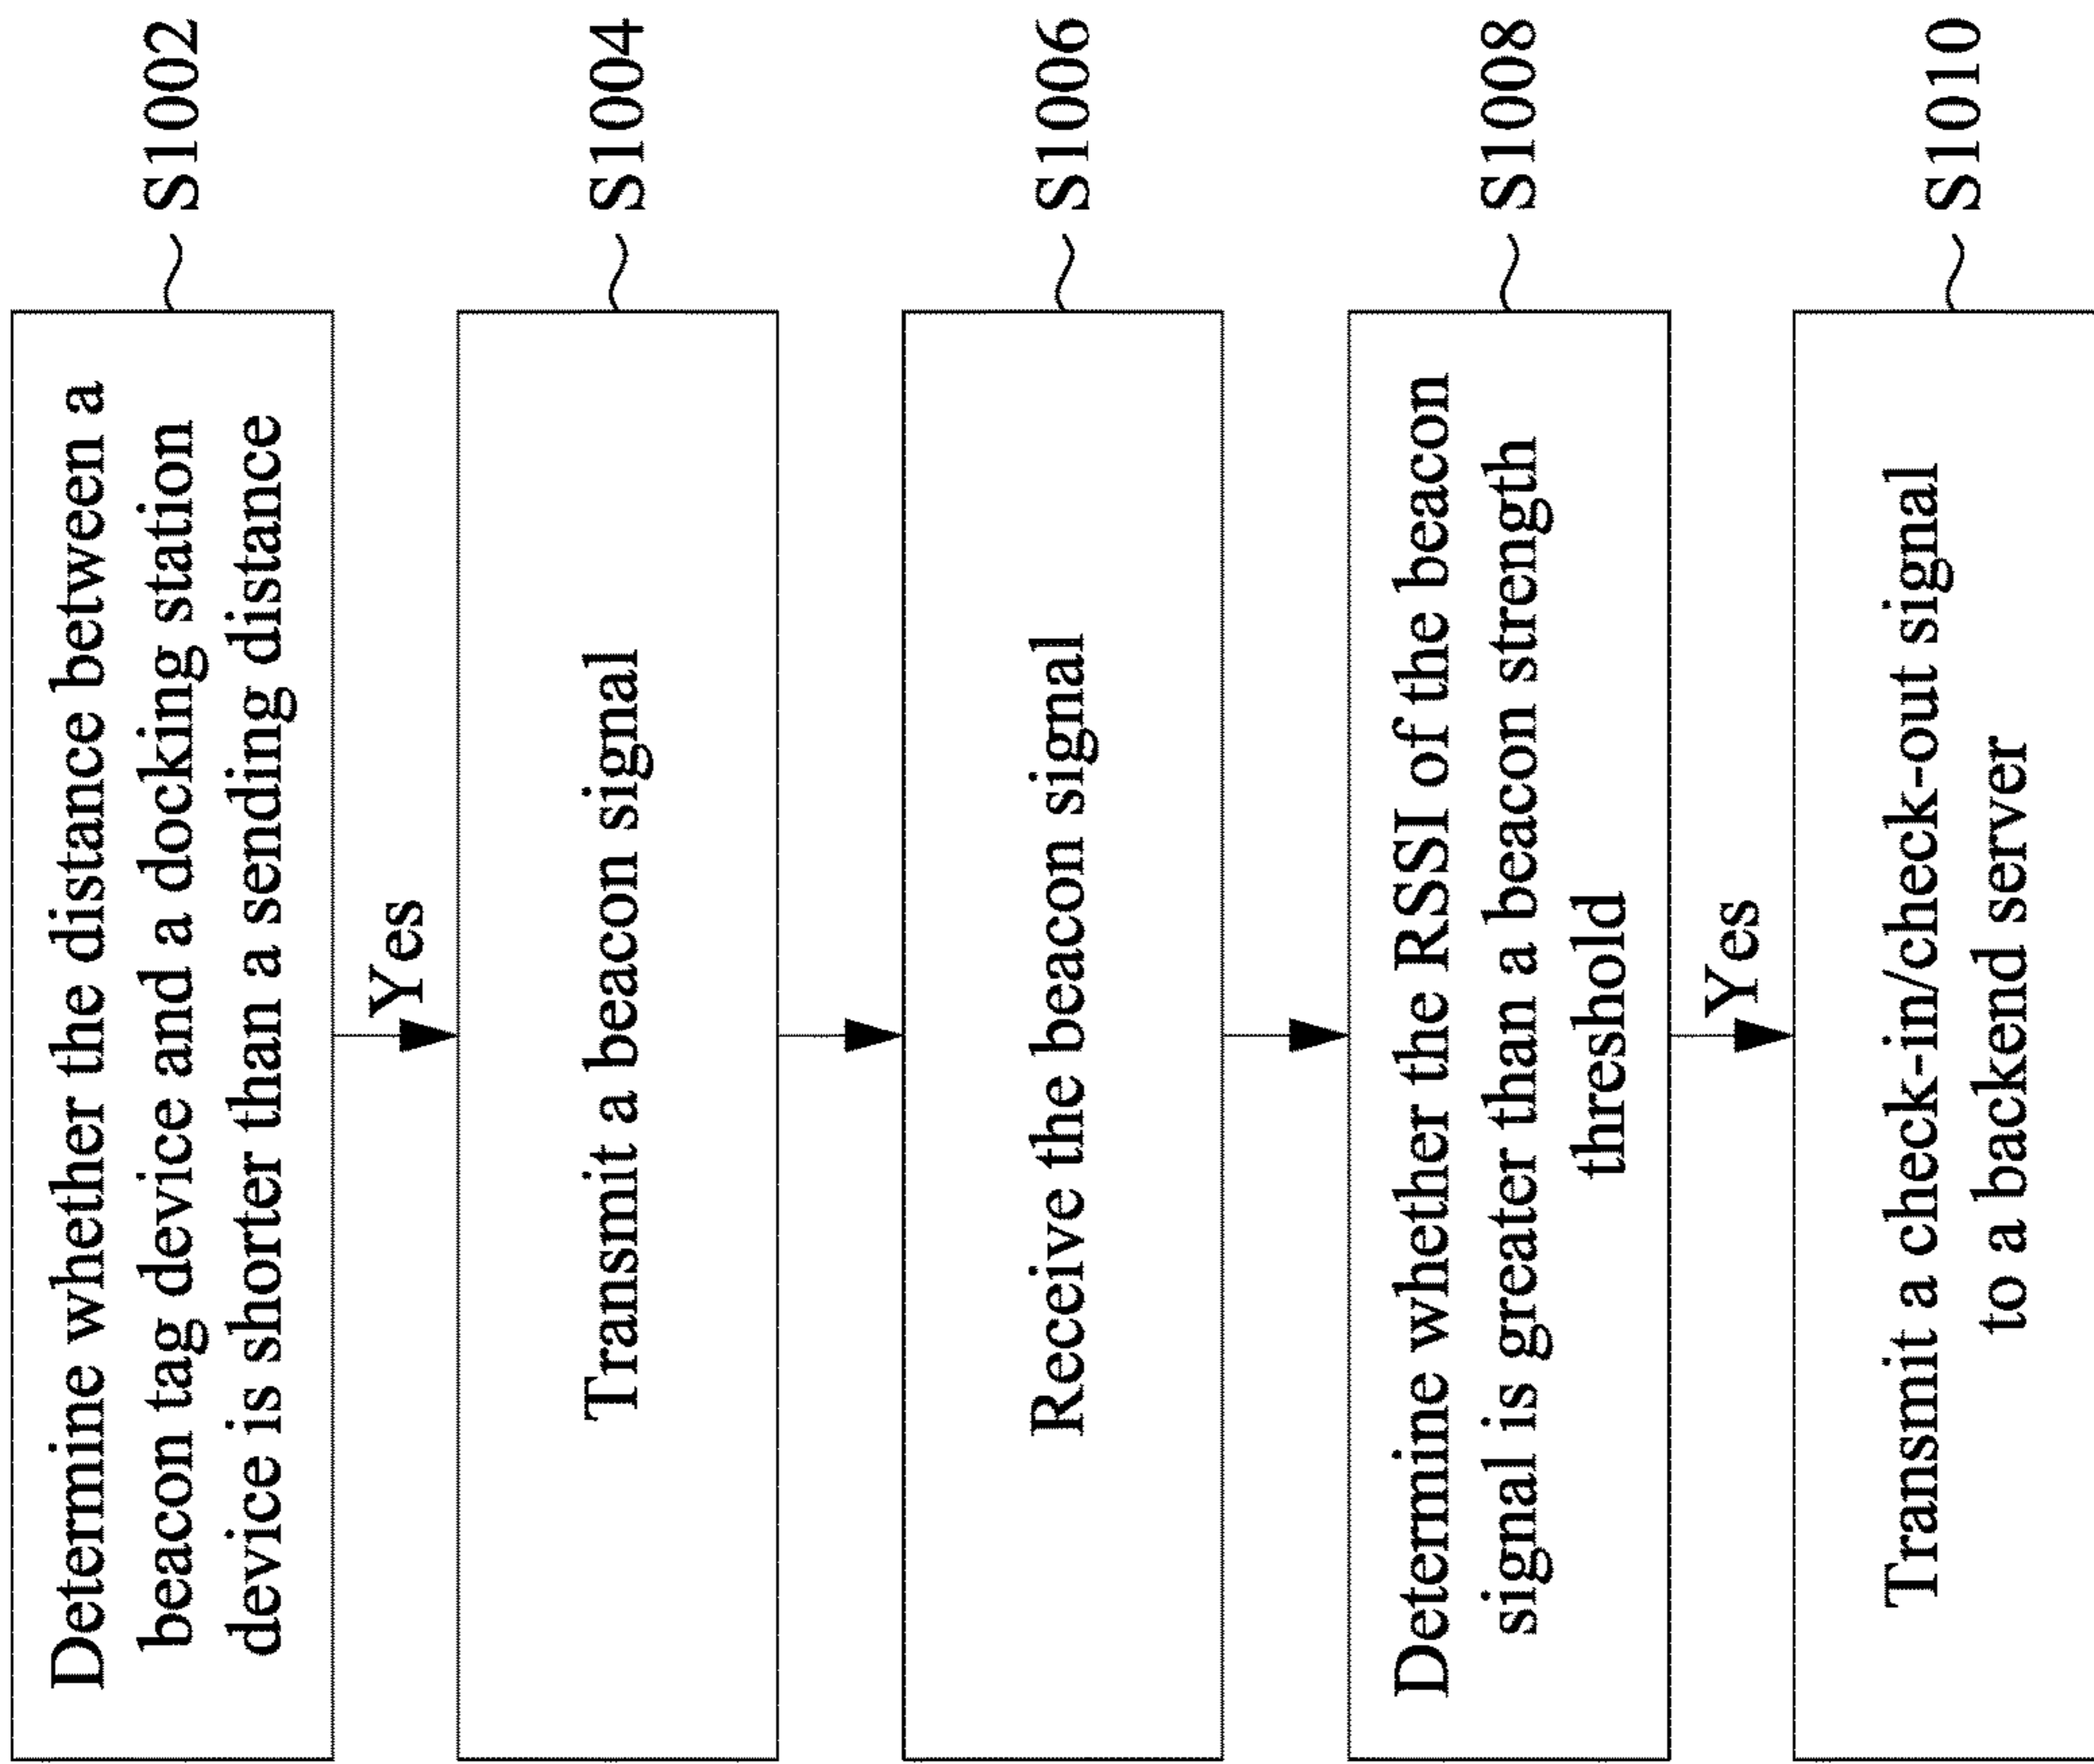 Determine whether the distance between a
beacon tag device and a docking station
device is shorter than a sending distance
S1002
Yes
Transmit a beacon signal
S1004
Receive the beacon signal
S1006
Determine whether the RSSI of the beacon
signal is greater than a beacon strength
threshold
S1008
Yes
Transmit a check-in/check-out signal
to a backend server
S1010